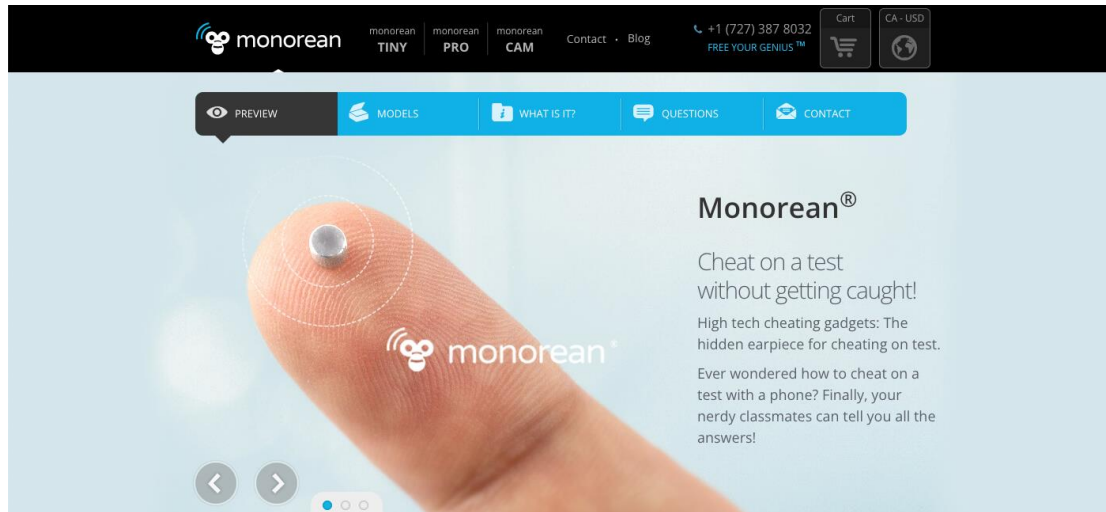 monorean
monorean TINY
monorean PRO
monorean CAM
Contact • Blog
+1 (727) 387 8032
FREE YOUR GENIUS TM
Cart
CA - USD
PREVIEW
MODELS
WHAT IS IT?
QUESTIONS
CONTACT
Monorean®
Cheat on a test
without getting caught!
High tech cheating gadgets: The
hidden earpiece for cheating on test.
Ever wondered how to cheat on a
test with a phone? Finally, your
nerdy classmates can tell you all the
answers!
monorean®